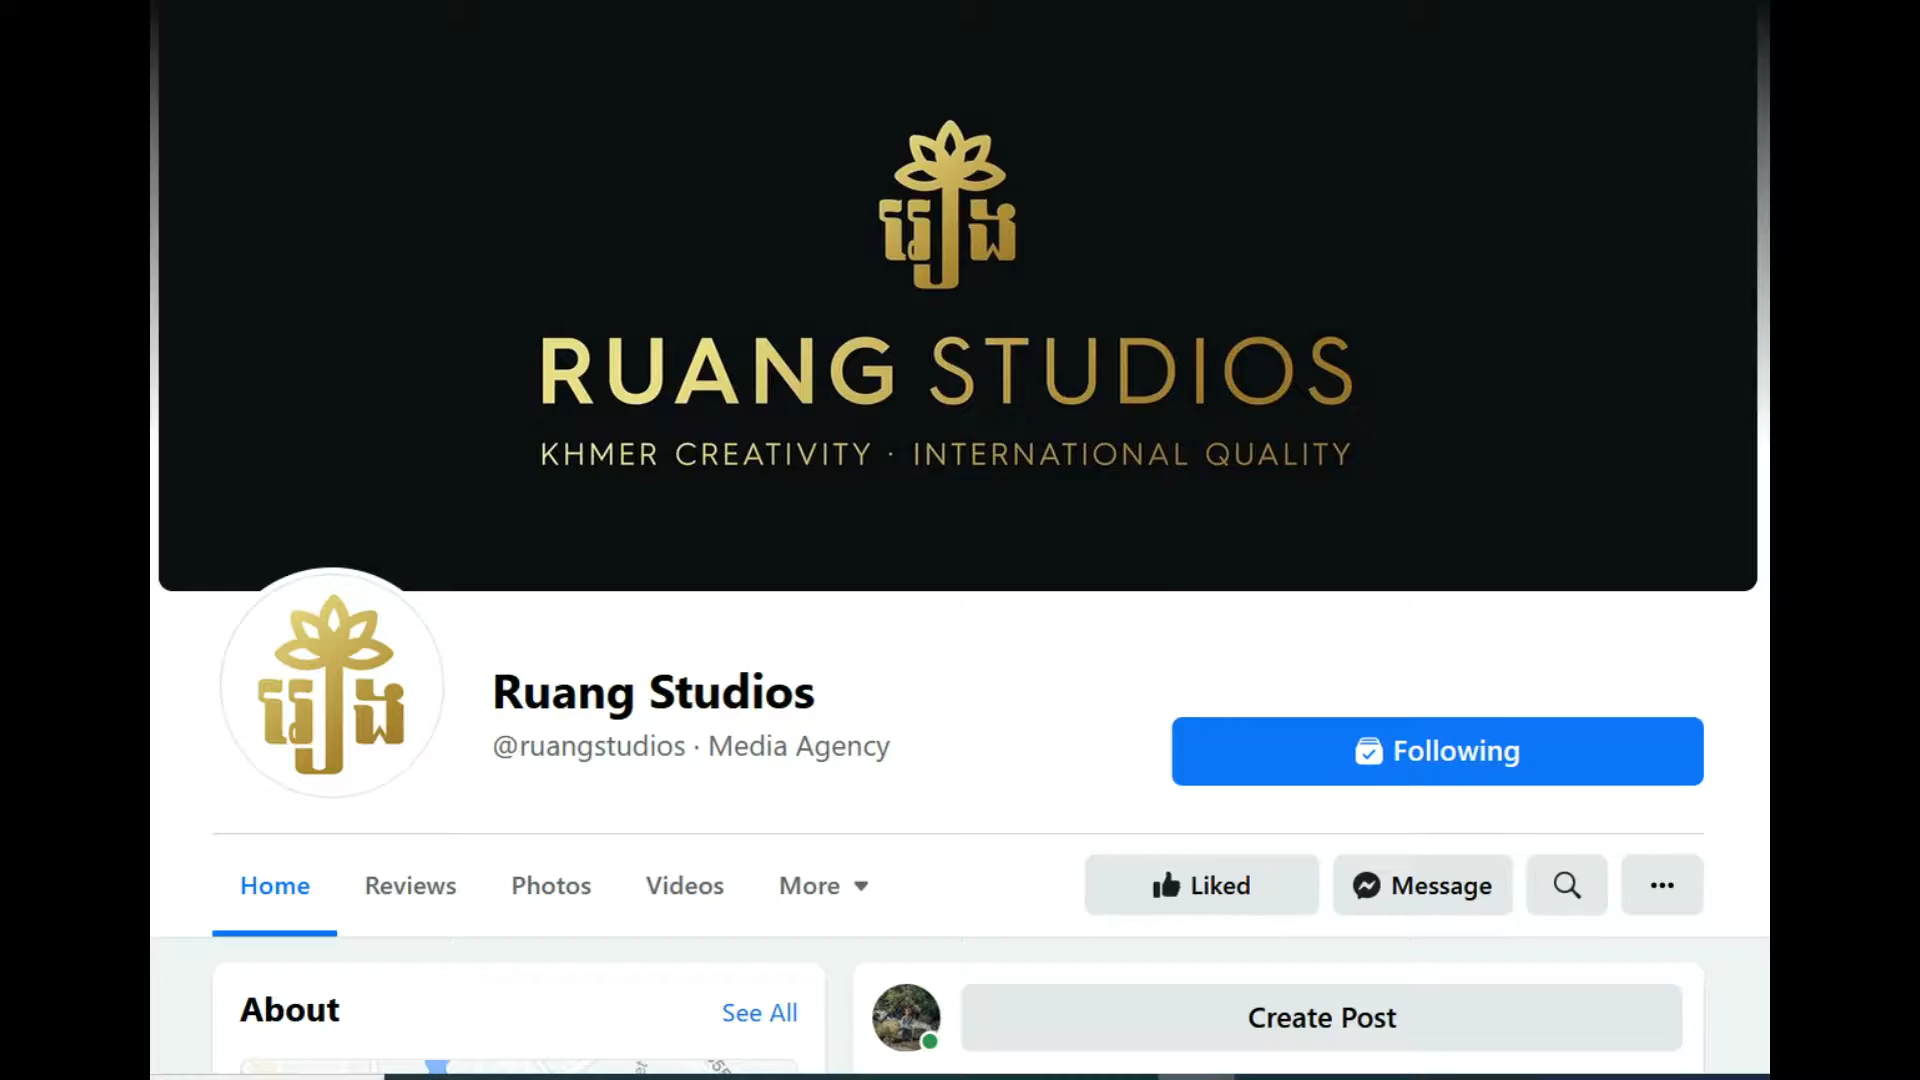 រឿង
RUANG STUDIOS
KHMER CREATIVITY · INTERNATIONAL QUALITY
រឿង
Ruang Studios
@ruangstudios · Media Agency
Following
Home Reviews Photos Videos More
Liked Message
About See All
Create Post